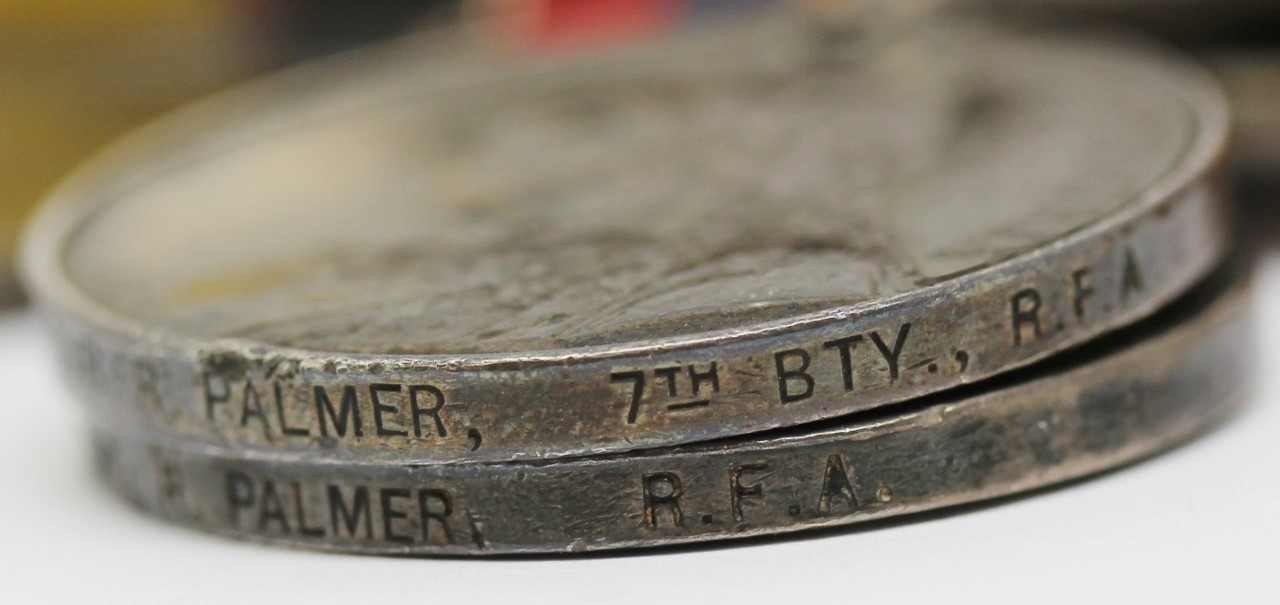 R. PALMER, 7TH BTY., R.F.A
R PALMER, R.F.A.